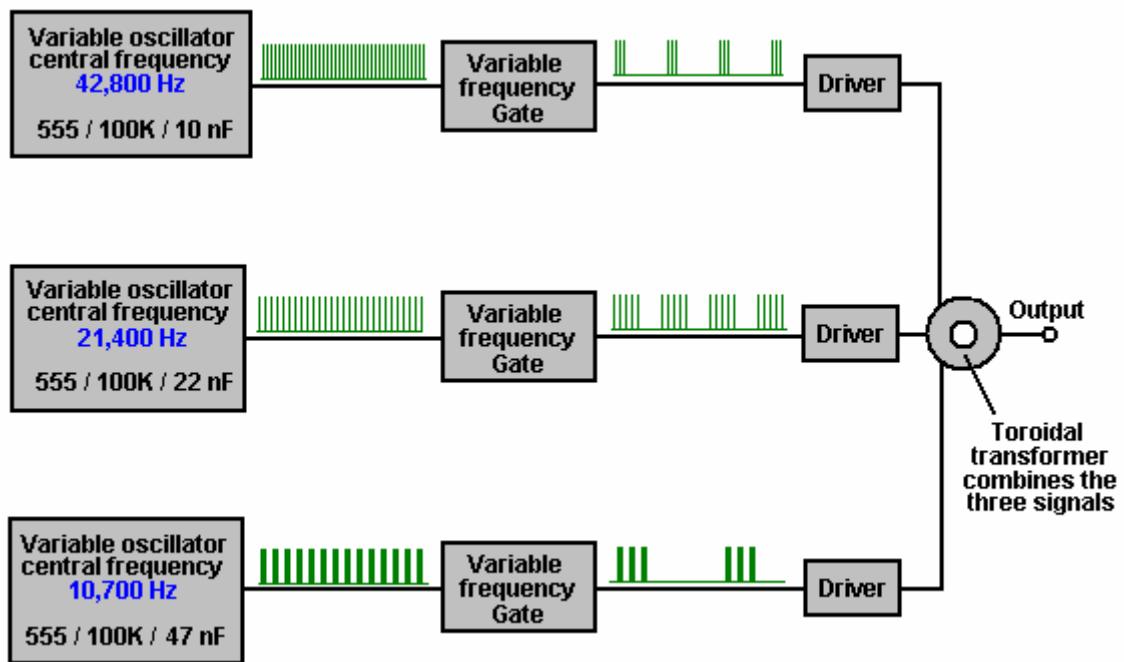 Variable oscillator
central frequency
42,800 Hz
555 / 100K / 10 nF
Variable
frequency
Gate
Driver
Variable oscillator
central frequency
21,400 Hz
555 / 100K / 22 nF
Variable
frequency
Gate
Driver
Output
Toroidal
transformer
combines the
three signals
Variable oscillator
central frequency
10,700 Hz
555 / 100K / 47 nF
Variable
frequency
Gate
Driver